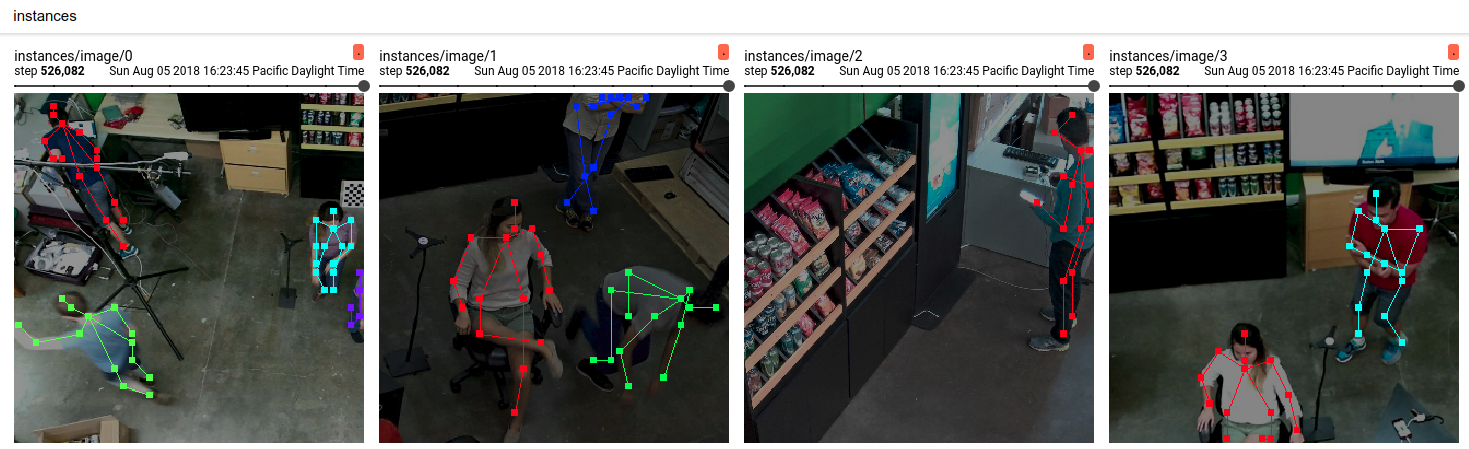 instances
instances/image/0
step 526,082 Sun Aug 05 2018 16:23:45 Pacific Daylight Time
instances/image/1
step 526,082 Sun Aug 05 2018 16:23:45 Pacific Daylight Time
instances/image/2
step 526,082 Sun Aug 05 2018 16:23:45 Pacific Daylight Time
instances/image/3
step 526,082 Sun Aug 05 2018 16:23:45 Pacific Daylight Time